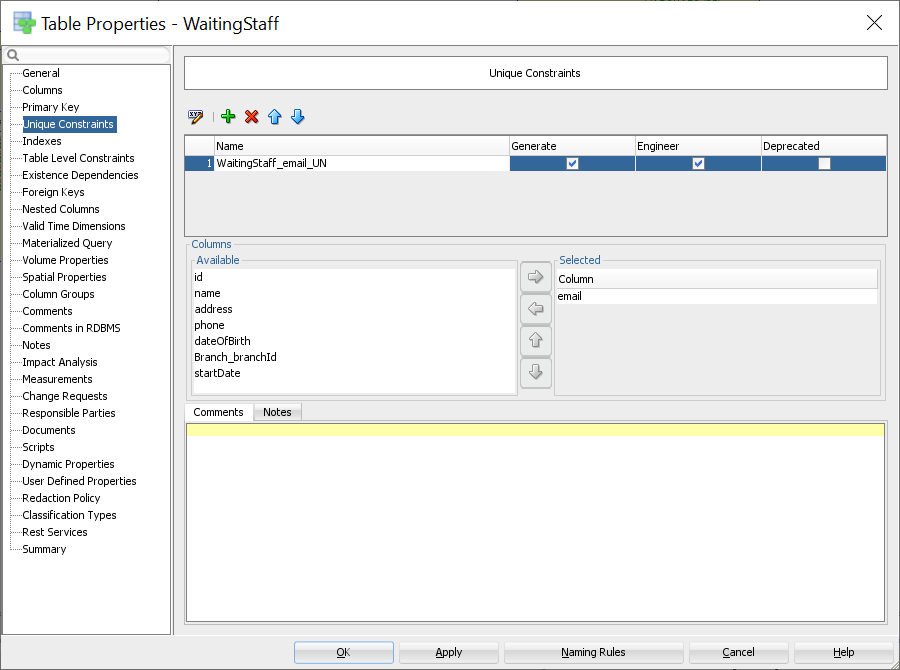 Table Properties - WaitingStaff
General
Columns
Primary Key
Unique Constraints
Indexes
Table Level Constraints
Existence Dependencies
Foreign Keys
Nested Columns
Valid Time Dimensions
Materialized Query
Volume Properties
Spatial Properties
Column Groups
Comments
Comments in RDBMS
Notes
Impact Analysis
Measurements
Change Requests
Responsible Parties
Documents
Scripts
Dynamic Properties
User Defined Properties
Redaction Policy
Classification Types
Rest Services
Summary
Unique Constraints
XYZ
Name Generate Engineer Deprecated
1 WaitingStaff_email_UN
Columns
Available
id
name
address
phone
dateOfBirth
Branch_branchId
startDate
Selected
Column
email
Comments Notes
OK Apply Naming Rules Cancel Help